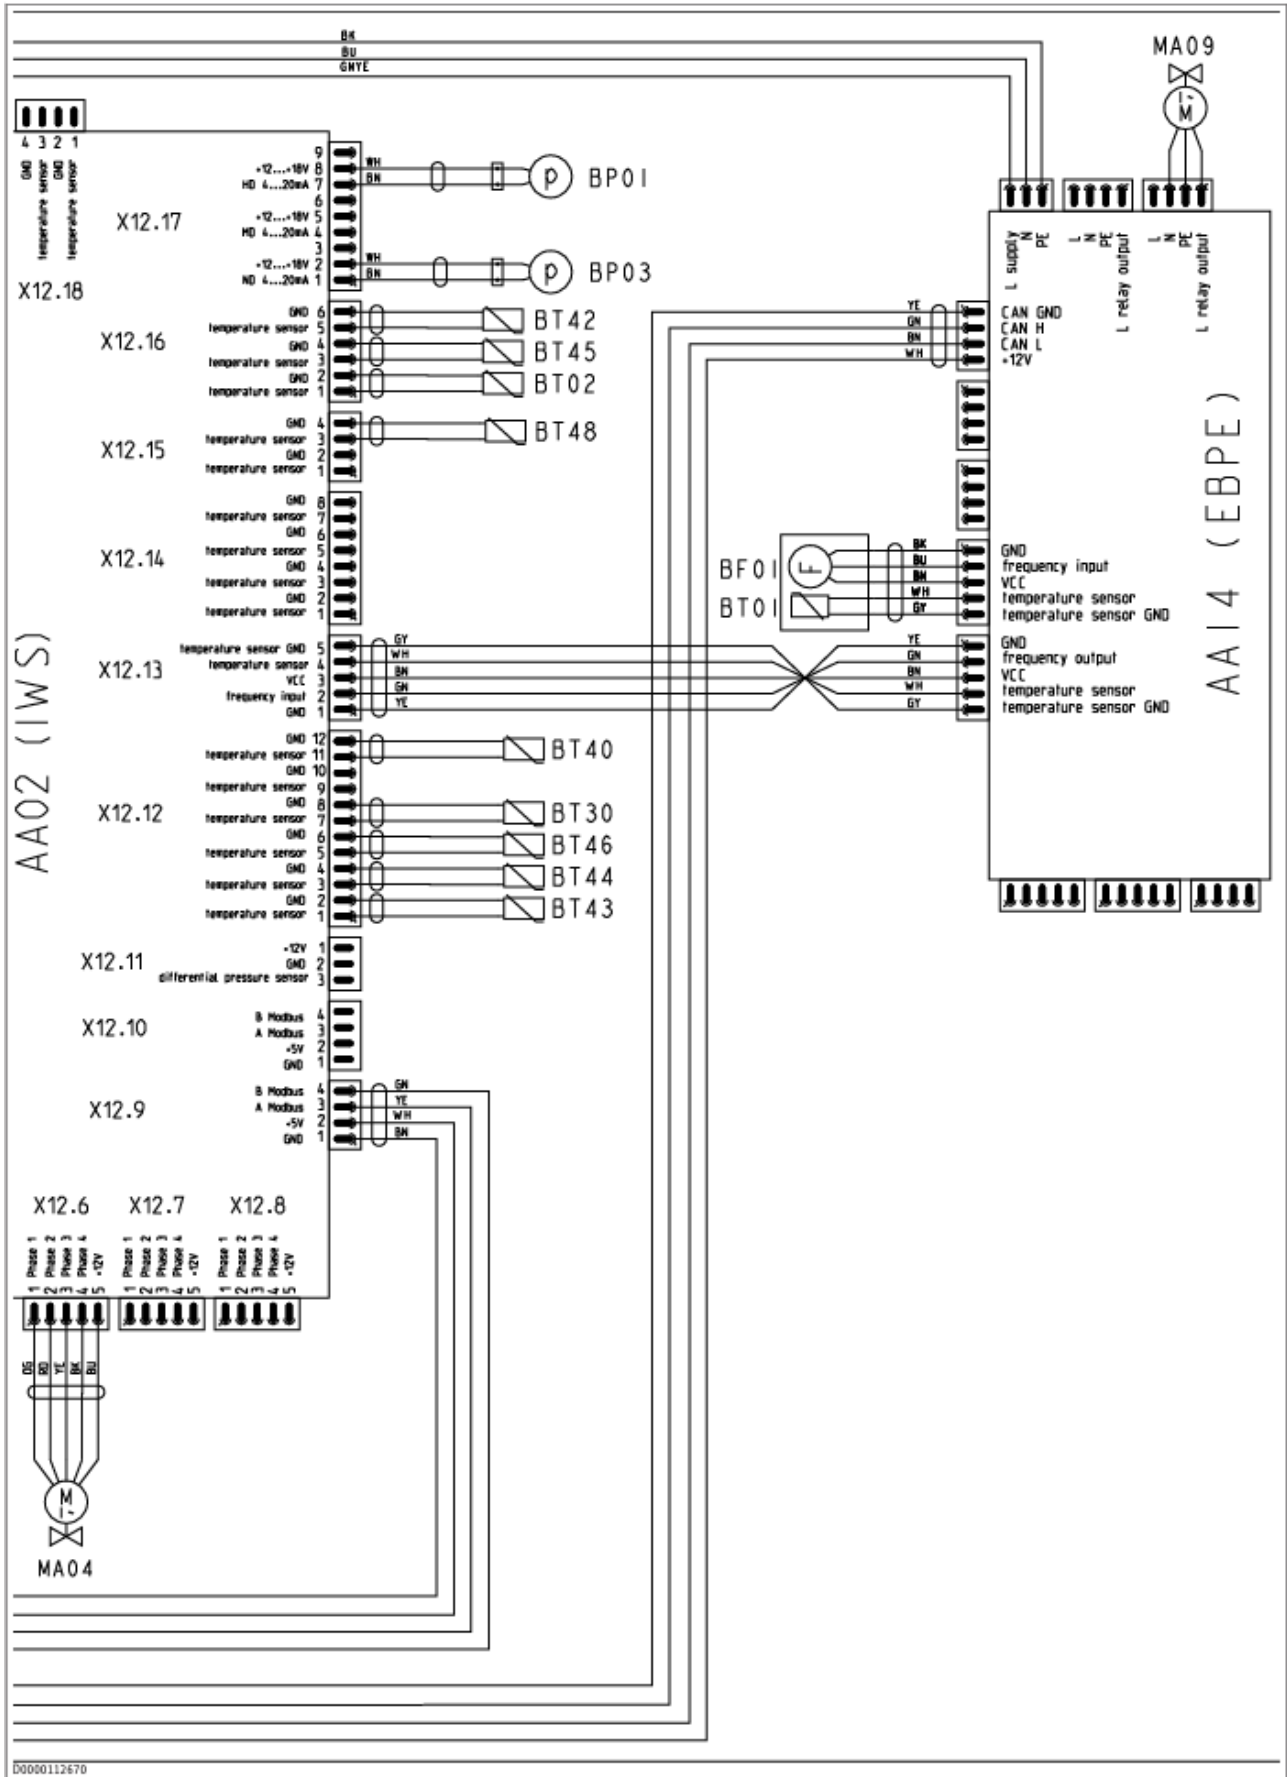 BK
BU
GNYE
MA09
1~
M
4 3 2 1
GND
temperature sensor
GND
temperature sensor
X12.18
X12.17
9
+12...+18V 8 WH
HD 4...20mA 7 BN
BP01
p
6
+12...+18V 5
MD 4...20mA 4
3
+12...+18V 2 WH
ND 4...20mA 1 BN
BP03
p
X12.16
GND 6
temperature sensor 5
BT42
GND 4
temperature sensor 3
BT45
GND 2
temperature sensor 1
BT02
X12.15
GND 4
temperature sensor 3
BT48
GND 2
temperature sensor 1
X12.14
GND 8
temperature sensor 7
GND 6
temperature sensor 5
GND 4
temperature sensor 3
GND 2
temperature sensor 1
X12.13
temperature sensor GND 5 GY
temperature sensor 4 WH
VCC 3 BN
frequency input 2 GN
GND 1 YE
AA02 (IWS)
X12.12
GND 12
temperature sensor 11
BT40
GND 10
temperature sensor 9
GND 8
temperature sensor 7
BT30
GND 6
temperature sensor 5
BT46
GND 4
temperature sensor 3
BT44
GND 2
temperature sensor 1
BT43
X12.11
+12V 1
GND 2
differential pressure sensor 3
X12.10
B Modbus 4
A Modbus 3
+5V 2
GND 1
X12.9
B Modbus 4 GN
A Modbus 3 YE
+5V 2 WH
GND 1 BN
X12.6
1 Phase 1
2 Phase 2
3 Phase 3
4 Phase 4
5 +12V
X12.7
1 Phase 1
2 Phase 2
3 Phase 3
4 Phase 4
5 +12V
X12.8
1 Phase 1
2 Phase 2
3 Phase 3
4 Phase 4
5 +12V
OG
RD
YE
BK
BU
M
1~
MA04
L supply
N
PE
L
N
PE
L relay output
L
N
PE
L relay output
YE CAN GND
GN CAN H
BN CAN L
WH +12V
AA14 (EBPE)
BF01
F
BT01
BK GND
BU frequency input
BN VCC
WH temperature sensor
GY temperature sensor GND
YE GND
GN frequency output
BN VCC
WH temperature sensor
GY temperature sensor GND
D0000112670